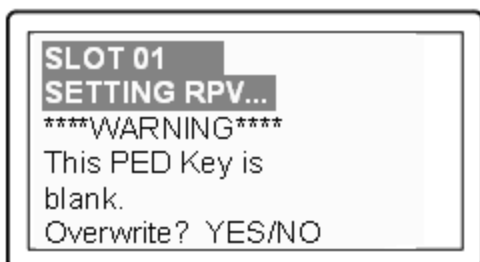 SLOT 01
SETTING RPV...
****WARNING****
This PED Key is
blank.
Overwrite?  YES/NO